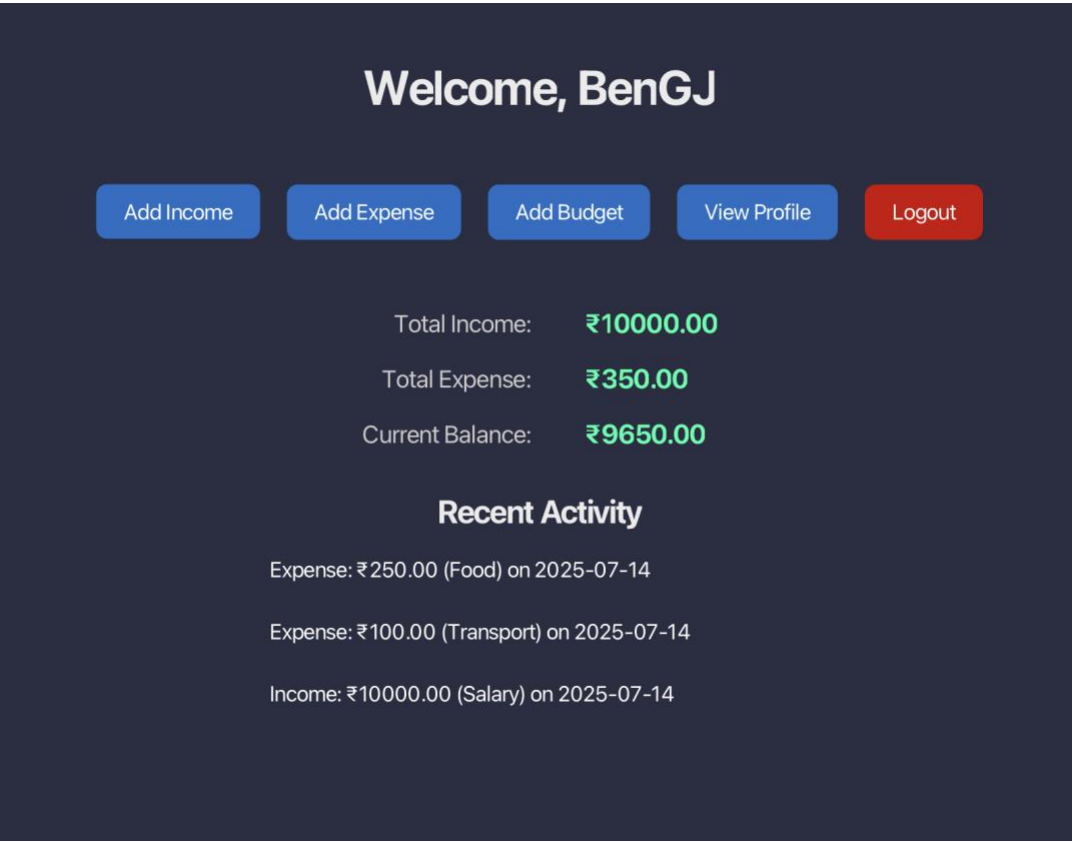 Welcome, BenGJ
Add Income Add Expense Add Budget View Profile Logout
Total Income: ₹10000.00
Total Expense: ₹350.00
Current Balance: ₹9650.00
Recent Activity
Expense: ₹250.00 (Food) on 2025-07-14
Expense: ₹100.00 (Transport) on 2025-07-14
Income: ₹10000.00 (Salary) on 2025-07-14